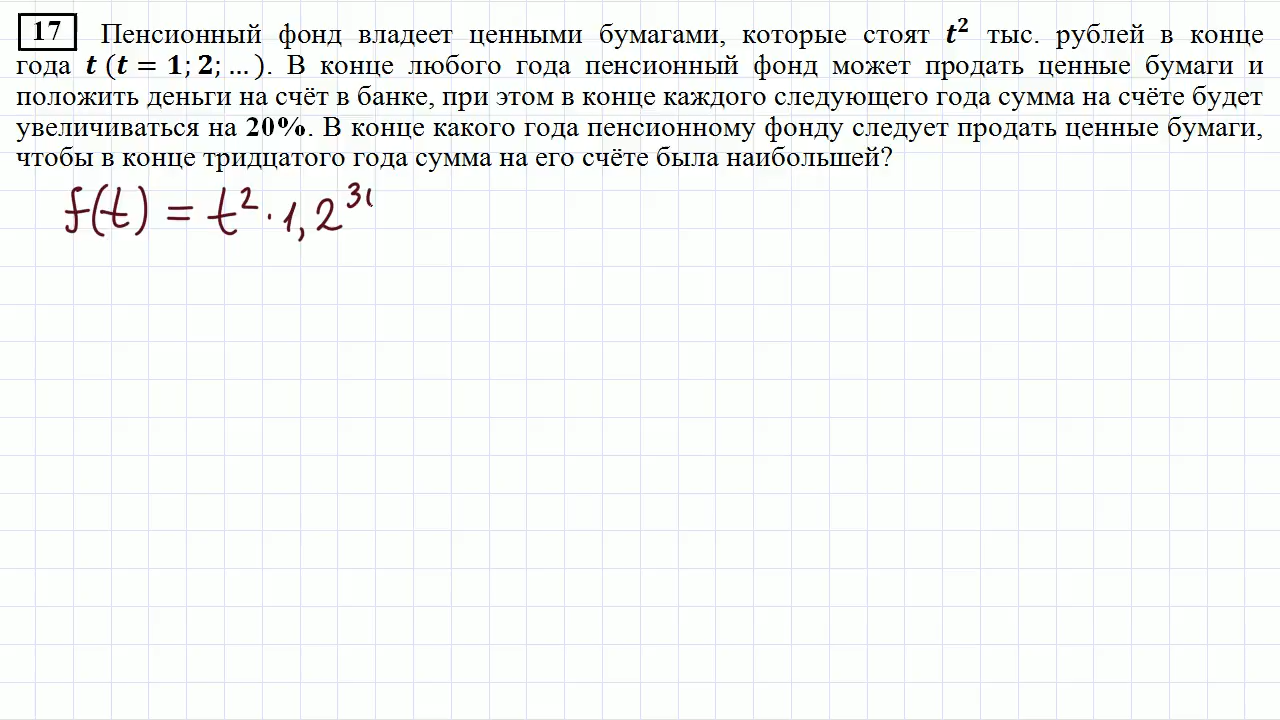 17 Пенсионный фонд владеет ценными бумагами, которые стоят t² тыс. рублей в конце
года t (t = 1; 2; ...). В конце любого года пенсионный фонд может продать ценные бумаги и
положить деньги на счёт в банке, при этом в конце каждого следующего года сумма на счёте будет
увеличиваться на 20%. В конце какого года пенсионному фонду следует продать ценные бумаги,
чтобы в конце тридцатого года сумма на его счёте была наибольшей?
f(t) = t² · 1,2³